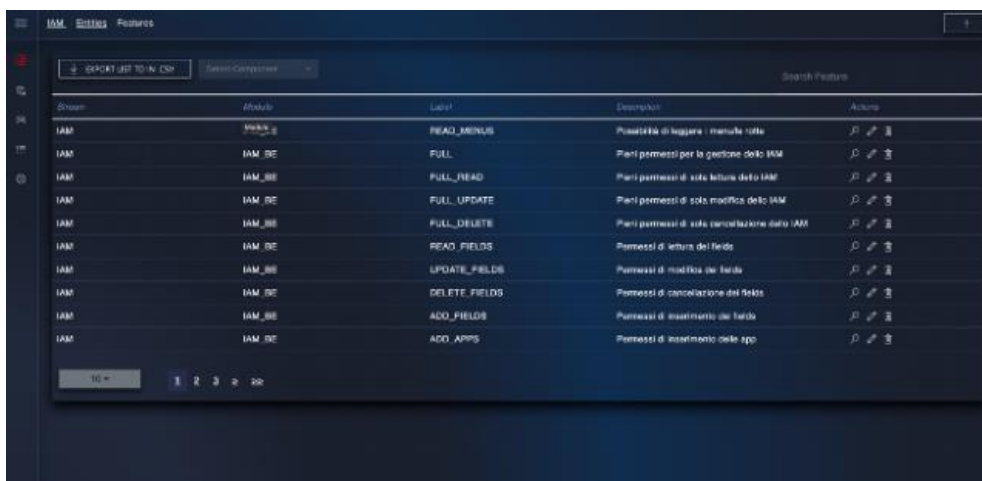 IAM Entities Features
EXPORT LIST TO IN .CSV Select Component
Search Feature
Stream Module Label Description Actions
IAM Module READ_MENUS Possibilità di leggere i menu/le rotte
IAM IAM_BE FULL Pieni permessi per la gestione dello IAM
IAM IAM_BE FULL_READ Pieni permessi di sola lettura dello IAM
IAM IAM_BE FULL_UPDATE Pieni permessi di sola modifica dello IAM
IAM IAM_BE FULL_DELETE Pieni permessi di sola cancellazione dello IAM
IAM IAM_BE READ_FIELDS Permessi di lettura dei fields
IAM IAM_BE UPDATE_FIELDS Permessi di modifica dei fields
IAM IAM_BE DELETE_FIELDS Permessi di cancellazione dei fields
IAM IAM_BE ADD_FIELDS Permessi di inserimento dei fields
IAM IAM_BE ADD_APPS Permessi di inserimento delle app
10 1 2 3 > >>